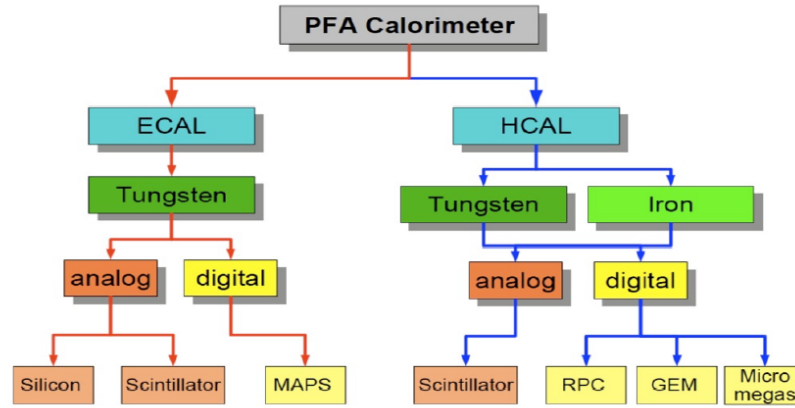 PFA Calorimeter
ECAL
HCAL
Tungsten
Tungsten
Iron
analog
digital
analog
digital
Silicon
Scintillator
MAPS
Scintillator
RPC
GEM
Micro
megas